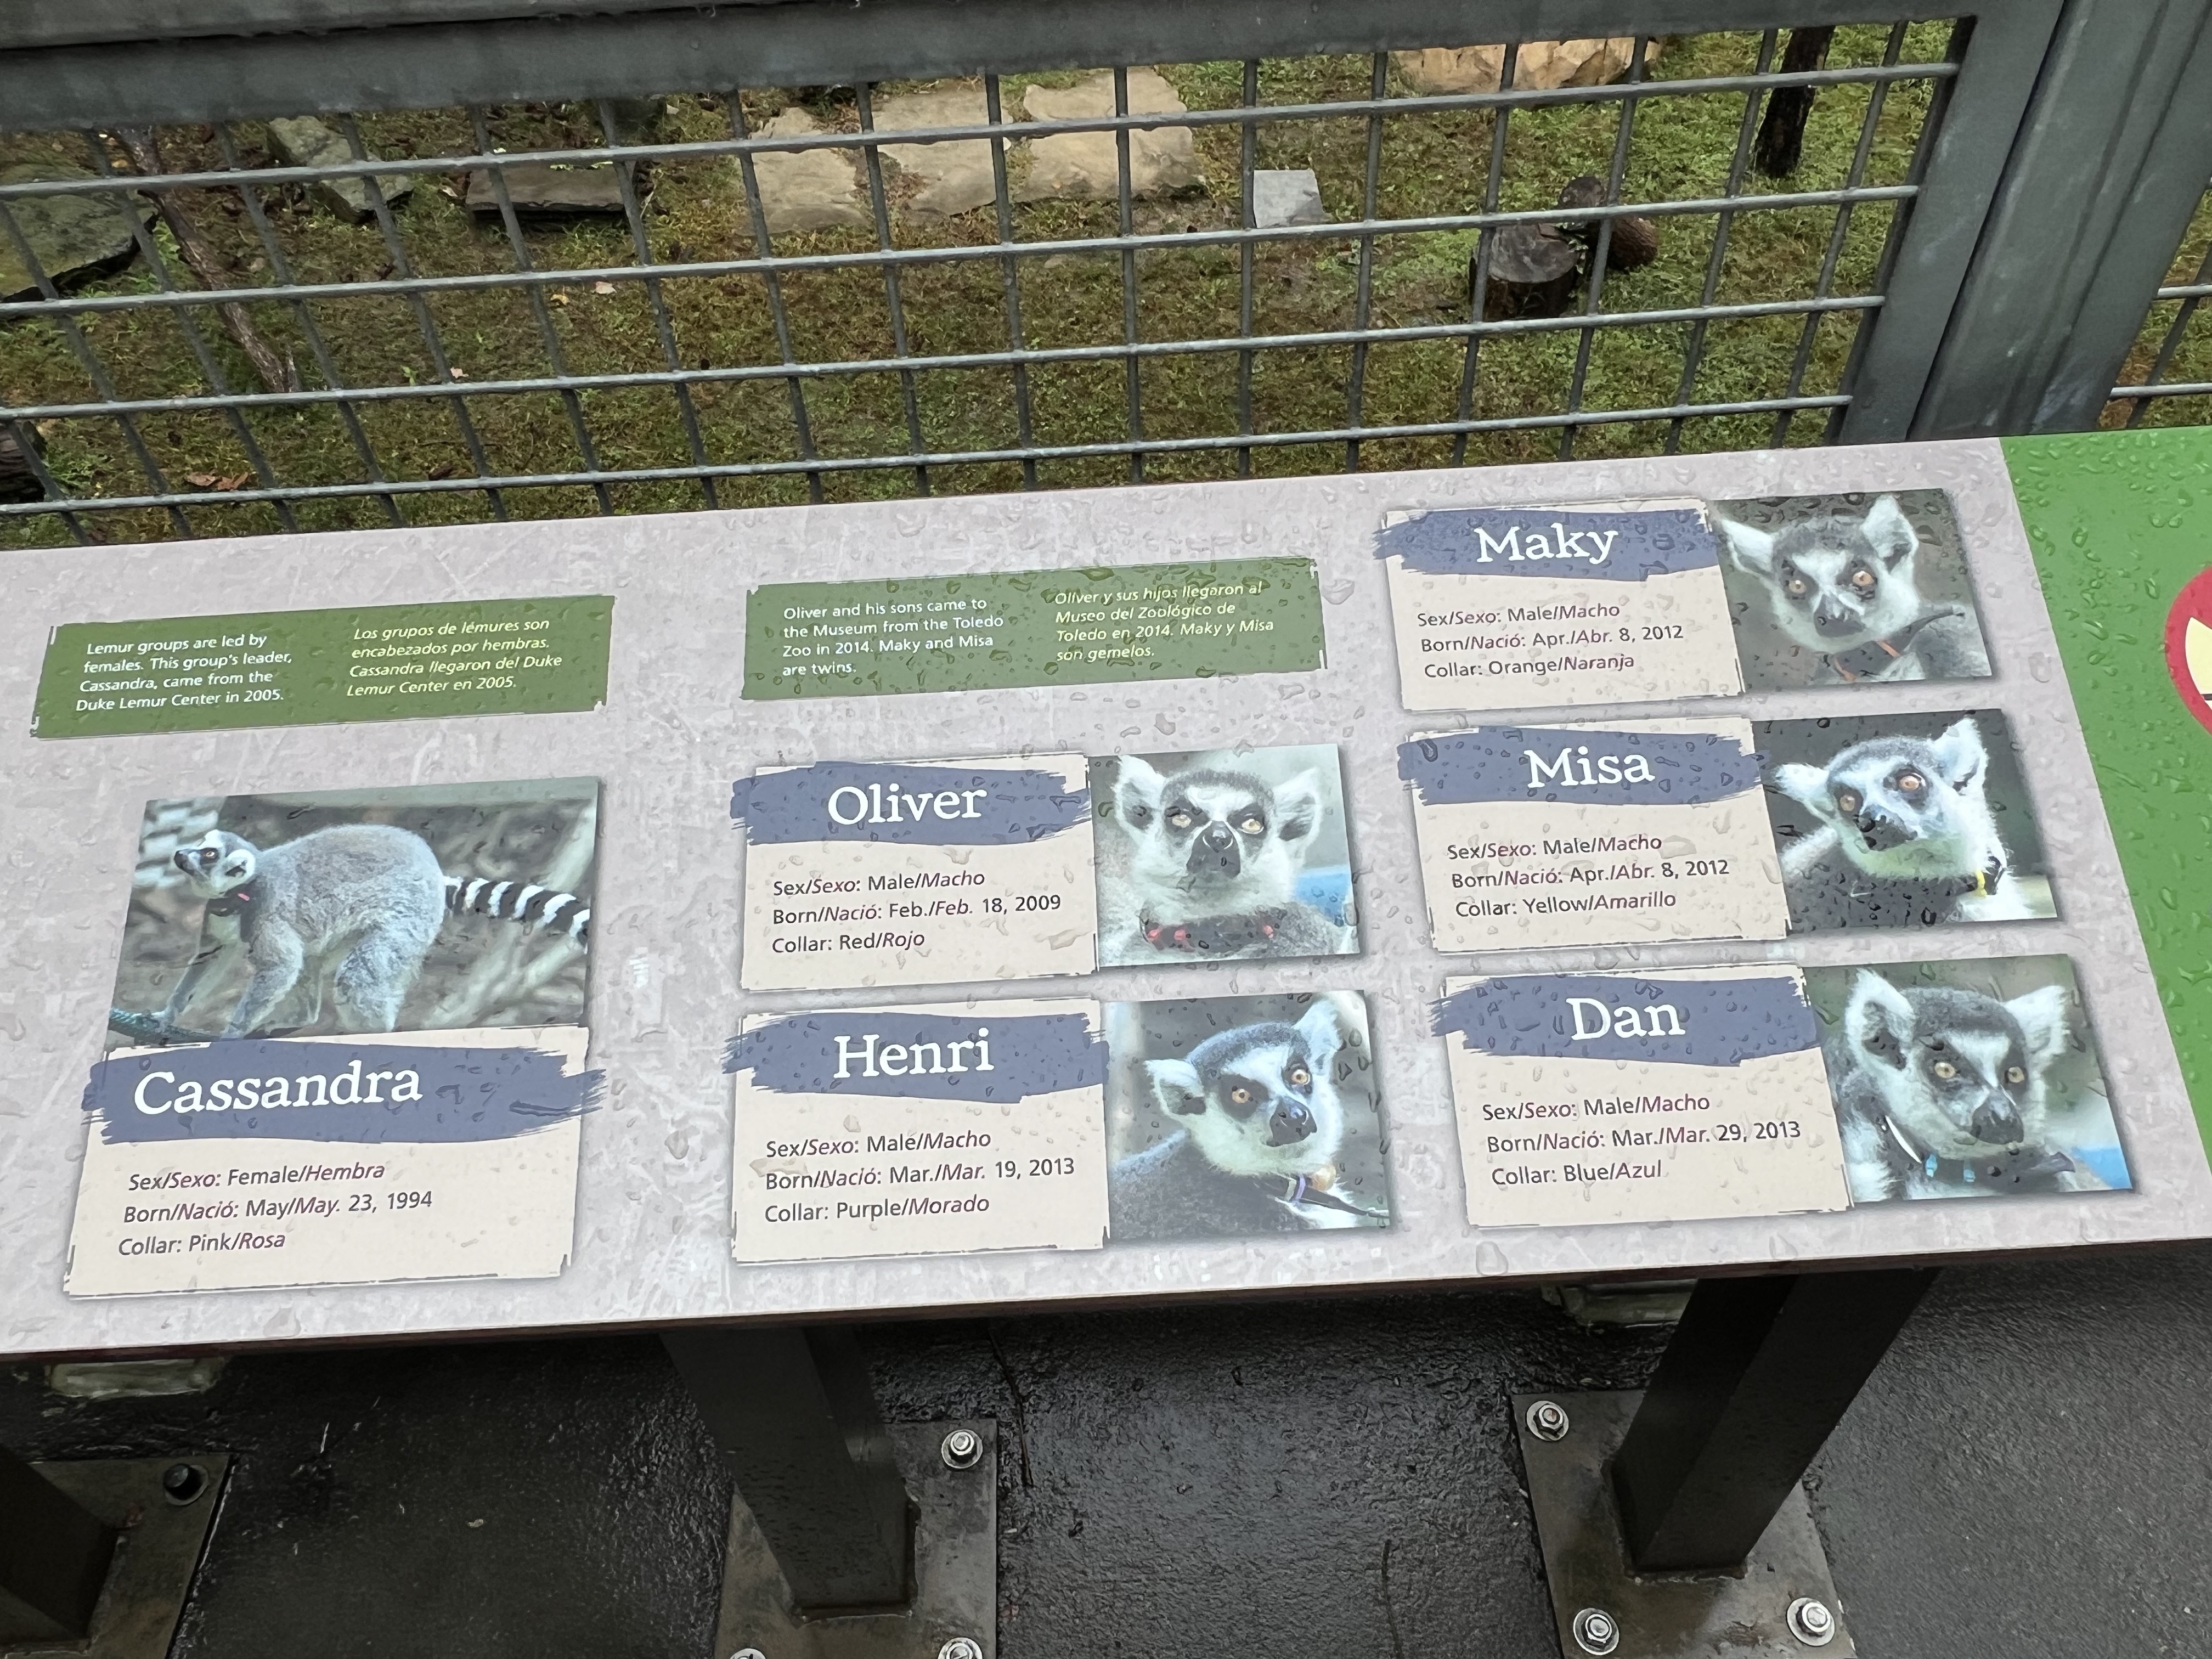 Lemur groups are led by
females. This group's leader,
Cassandra, came from the
Duke Lemur Center in 2005.
Los grupos de lémures son
encabezados por hembras.
Cassandra llegaron del Duke
Lemur Center en 2005.
Cassandra
Sex/Sexo: Female/Hembra
Born/Nació: May/May. 23, 1994
Collar: Pink/Rosa
Oliver and his sons came to
the Museum from the Toledo
Zoo in 2014. Maky and Misa
are twins.
Oliver y sus hijos llegaron al
Museo del Zoológico de
Toledo en 2014. Maky y Misa
son gemelos.
Oliver
Sex/Sexo: Male/Macho
Born/Nació: Feb./Feb. 18, 2009
Collar: Red/Rojo
Henri
Sex/Sexo: Male/Macho
Born/Nació: Mar./Mar. 19, 2013
Collar: Purple/Morado
Maky
Sex/Sexo: Male/Macho
Born/Nació: Apr./Abr. 8, 2012
Collar: Orange/Naranja
Misa
Sex/Sexo: Male/Macho
Born/Nació: Apr./Abr. 8, 2012
Collar: Yellow/Amarillo
Dan
Sex/Sexo: Male/Macho
Born/Nació: Mar./Mar. 29, 2013
Collar: Blue/Azul